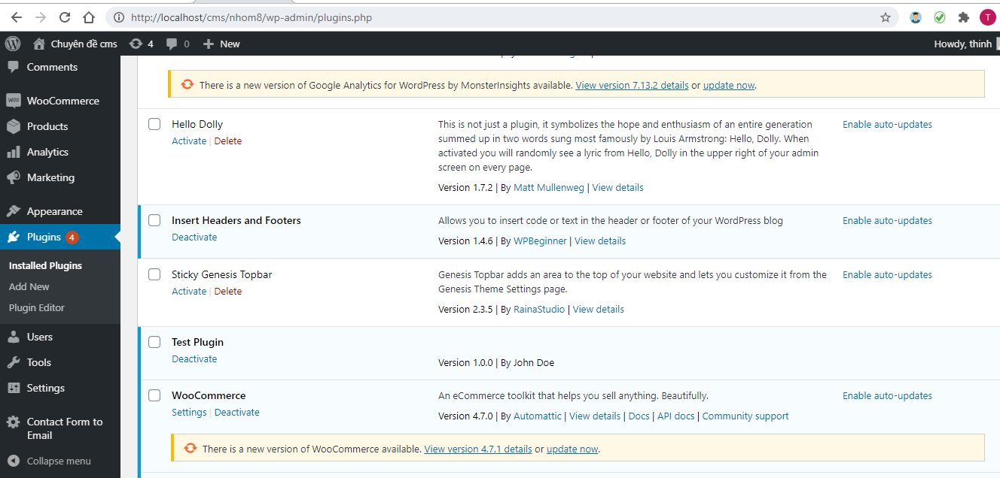 http://localhost/cms/nhom8/wp-admin/plugins.php
T
Chuyên đề cms 4 0 New
Howdy, thinh
Comments
WooCommerce
Products
Analytics
Marketing
Appearance
Plugins 4
Installed Plugins
Add New
Plugin Editor
Users
Tools
Settings
Contact Form to
Email
Collapse menu
There is a new version of Google Analytics for WordPress by MonsterInsights available. View version 7.13.2 details or update now.
Hello Dolly
Activate | Delete
This is not just a plugin, it symbolizes the hope and enthusiasm of an entire generation
summed up in two words sung most famously by Louis Armstrong: Hello, Dolly. When
activated you will randomly see a lyric from Hello, Dolly in the upper right of your admin
screen on every page.
Version 1.7.2 | By Matt Mullenweg | View details
Enable auto-updates
Insert Headers and Footers
Deactivate
Allows you to insert code or text in the header or footer of your WordPress blog
Version 1.4.6 | By WPBeginner | View details
Enable auto-updates
Sticky Genesis Topbar
Activate | Delete
Genesis Topbar adds an area to the top of your website and lets you customize it from the
Genesis Theme Settings page.
Version 2.3.5 | By RainaStudio | View details
Enable auto-updates
Test Plugin
Deactivate
Version 1.0.0 | By John Doe
WooCommerce
Settings | Deactivate
An eCommerce toolkit that helps you sell anything. Beautifully.
Version 4.7.0 | By Automattic | View details | Docs | API docs | Community support
Enable auto-updates
There is a new version of WooCommerce available. View version 4.7.1 details or update now.